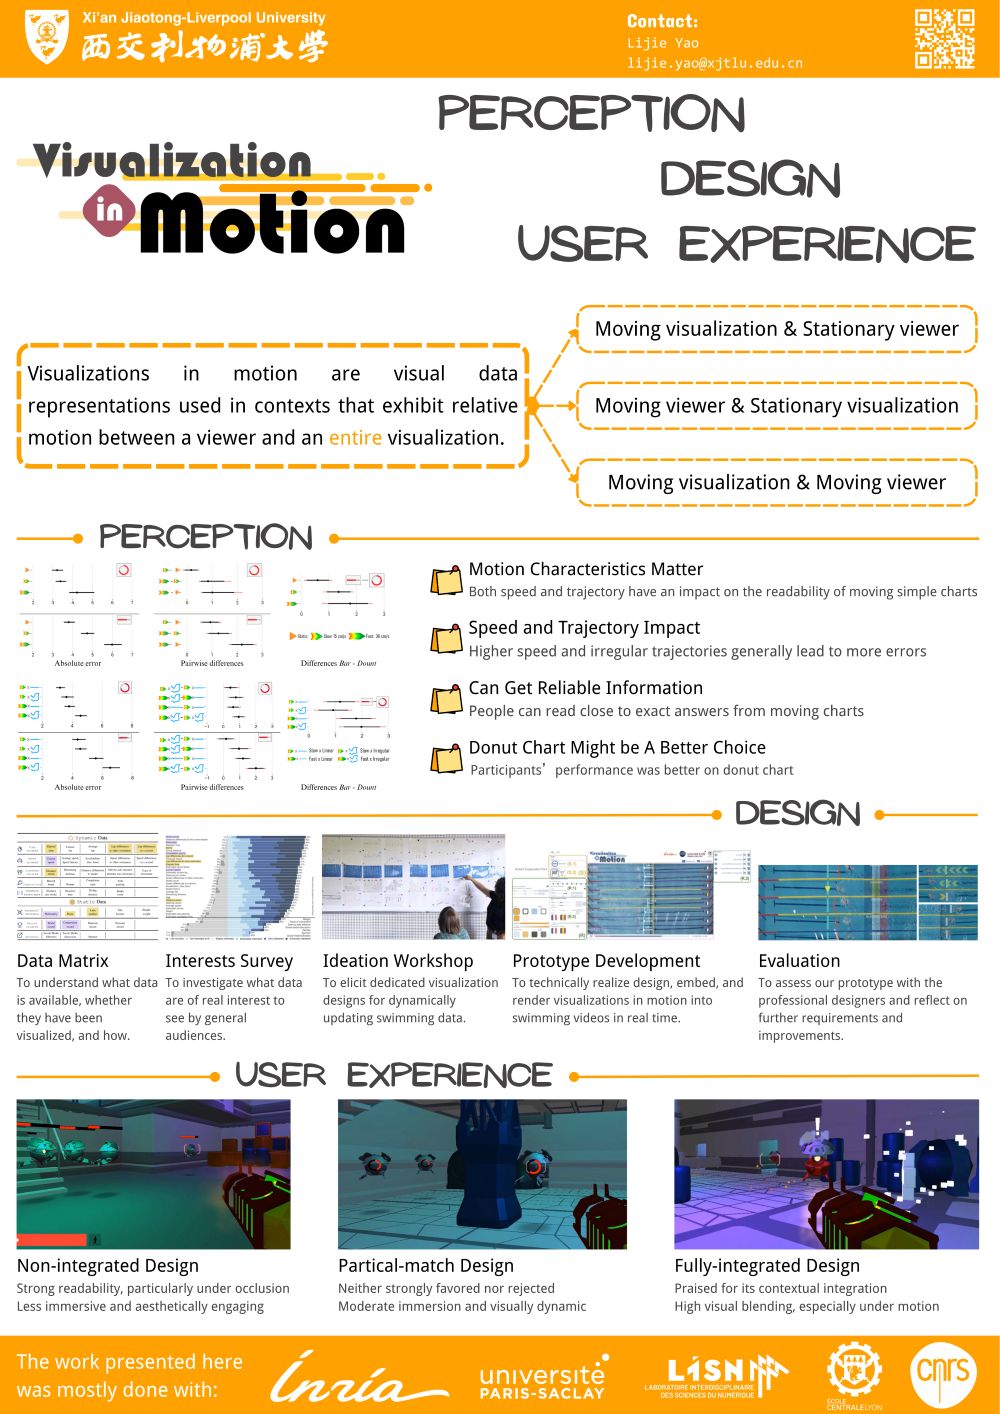 Xi'an Jiaotong-Liverpool University
西交利物浦大學
Contact:
Lijie Yao
lijie.yao@xjtlu.edu.cn
Visualization
in Motion
PERCEPTION
DESIGN
USER EXPERIENCE
Visualizations in motion are visual data
representations used in contexts that exhibit relative
motion between a viewer and an entire visualization.
Moving visualization & Stationary viewer
Moving viewer & Stationary visualization
Moving visualization & Moving viewer
PERCEPTION
Absolute error
Pairwise differences
Differences Bar - Dount
Static
Slow: 15 cm/s
Fast: 30 cm/s
Absolute error
Pairwise differences
Differences Bar - Dount
Slow x Linear
Slow x Irregular
Fast x Linear
Fast x Irregular
Motion Characteristics Matter
Both speed and trajectory have an impact on the readability of moving simple charts
Speed and Trajectory Impact
Higher speed and irregular trajectories generally lead to more errors
Can Get Reliable Information
People can read close to exact answers from moving charts
Donut Chart Might be A Better Choice
Participants’ performance was better on donut chart
DESIGN
Dynamic Data
Static Data
Data Matrix
To understand what data
is available, whether
they have been
visualized, and how.
Interests Survey
To investigate what data
are of real interest to
see by general
audiences.
Ideation Workshop
To elicit dedicated visualization
designs for dynamically
updating swimming data.
Prototype Development
To technically realize design, embed, and
render visualizations in motion into
swimming videos in real time.
Evaluation
To assess our prototype with the
professional designers and reflect on
further requirements and
improvements.
USER EXPERIENCE
Non-integrated Design
Strong readability, particularly under occlusion
Less immersive and aesthetically engaging
Partical-match Design
Neither strongly favored nor rejected
Moderate immersion and visually dynamic
Fully-integrated Design
Praised for its contextual integration
High visual blending, especially under motion
The work presented here
was mostly done with:
Inría
université
PARIS-SACLAY
LISN
LABORATOIRE INTERDISCIPLINAIRE
DES SCIENCES DU NUMÉRIQUE
ECOLE
CENTRALELYON
cnrs